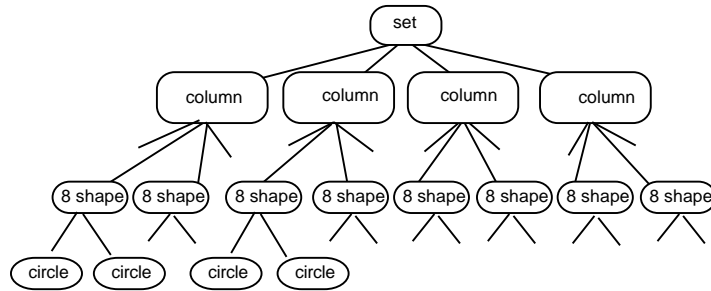 set
column column column column
8 shape 8 shape 8 shape 8 shape 8 shape 8 shape 8 shape 8 shape
circle circle circle circle